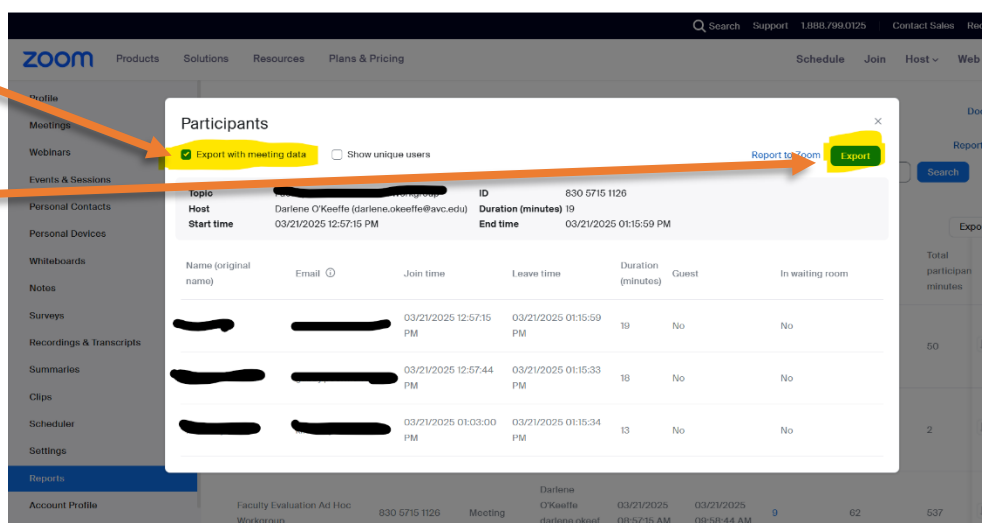 Search Support 1.888.799.0125 Contact Sales
zoom Products Solutions Resources Plans & Pricing Schedule Join Host Web
Profile
Meetings
Webinars
Events & Sessions
Personal Contacts
Personal Devices
Whiteboards
Notes
Surveys
Recordings & Transcripts
Summaries
Clips
Scheduler
Settings
Reports
Account Profile
Participants
Export with meeting data Show unique users Report to Zoom Export
Topic ID 830 5715 1126
Host Darlene O'Keeffe (darlene.okeeffe@avc.edu) Duration (minutes) 19
Start time 03/21/2025 12:57:15 PM End time 03/21/2025 01:15:59 PM
Name (original name) Email Join time Leave time Duration (minutes) Guest In waiting room
03/21/2025 12:57:15 PM 03/21/2025 01:15:59 PM 19 No No
03/21/2025 12:57:44 PM 03/21/2025 01:15:33 PM 18 No No
03/21/2025 01:03:00 PM 03/21/2025 01:15:34 PM 13 No No
Search
Total
minutes
50
2
Faculty Evaluation Ad Hoc Workgroup 830 5715 1126 Meeting Darlene O'Keeffe 03/21/2025 08:57:15 AM 03/21/2025 09:58:44 AM 9 62 537